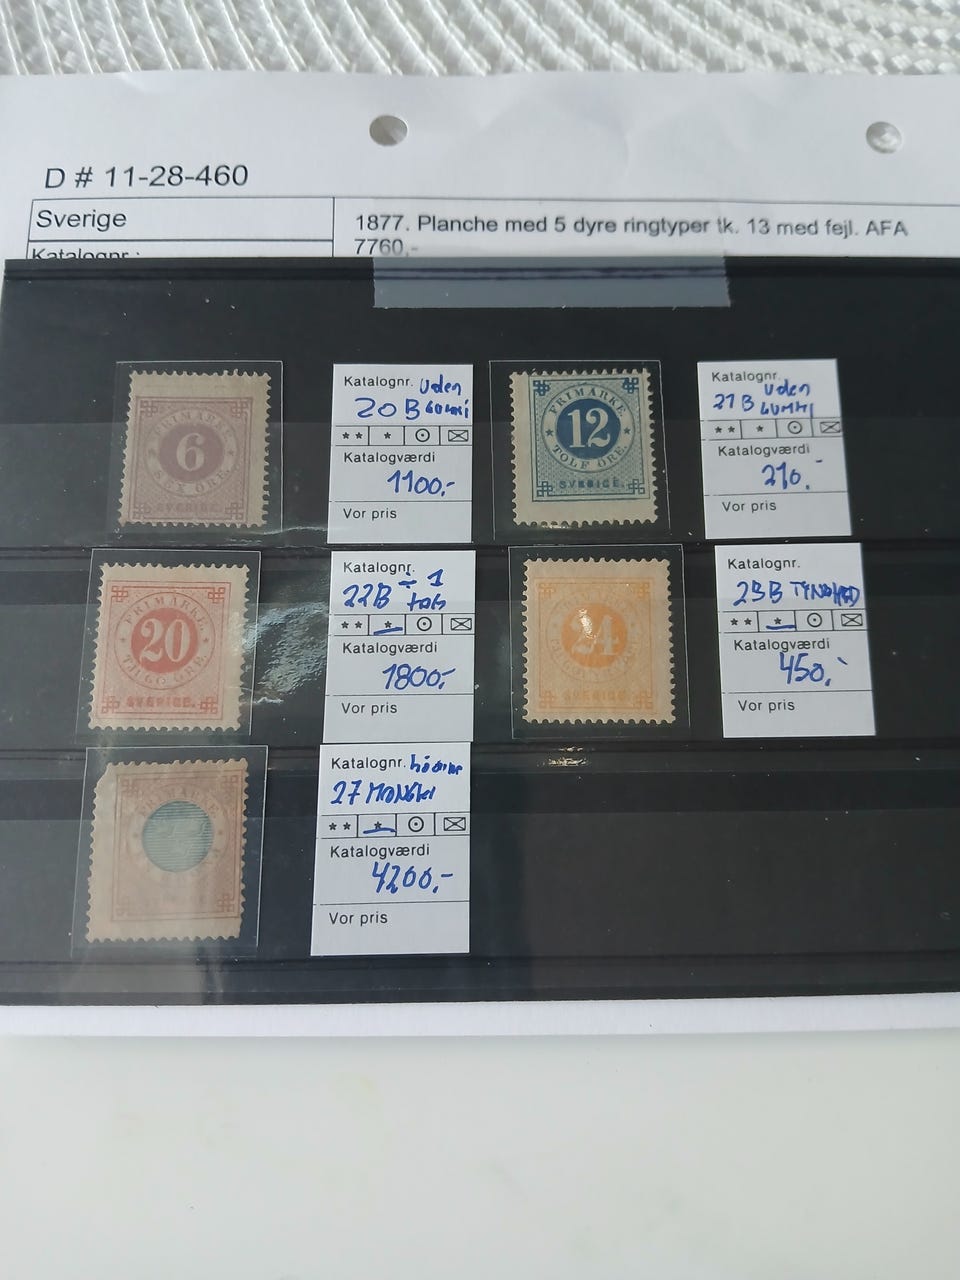 D # 11-28-460
Sverige
1877. Planche med 5 dyre ringtyper tk. 13 med fejl. AFA
7760,-
Katalognr.:
FRIMÄRKE
6
SEX ÖRE.
SVERIGE.
Katalognr. Uden
20 B GUMMI
Katalogværdi
1100,-
Vor pris
FRIMÄRKE
12
TOLF ÖRE.
SVERIGE.
Katalognr. Uden
21 B GUMMI
Katalogværdi
210,-
Vor pris
FRIMÄRKE
20
TJUGO ÖRE.
SVERIGE.
Katalognr. ÷ 1
22B tak
Katalogværdi
1800,-
Vor pris
24
SVERIGE.
Katalognr.
23B TYNDHED
Katalogværdi
450,-
Vor pris
FRIMÄRKE
Katalognr.
27
Katalogværdi
4200,-
Vor pris